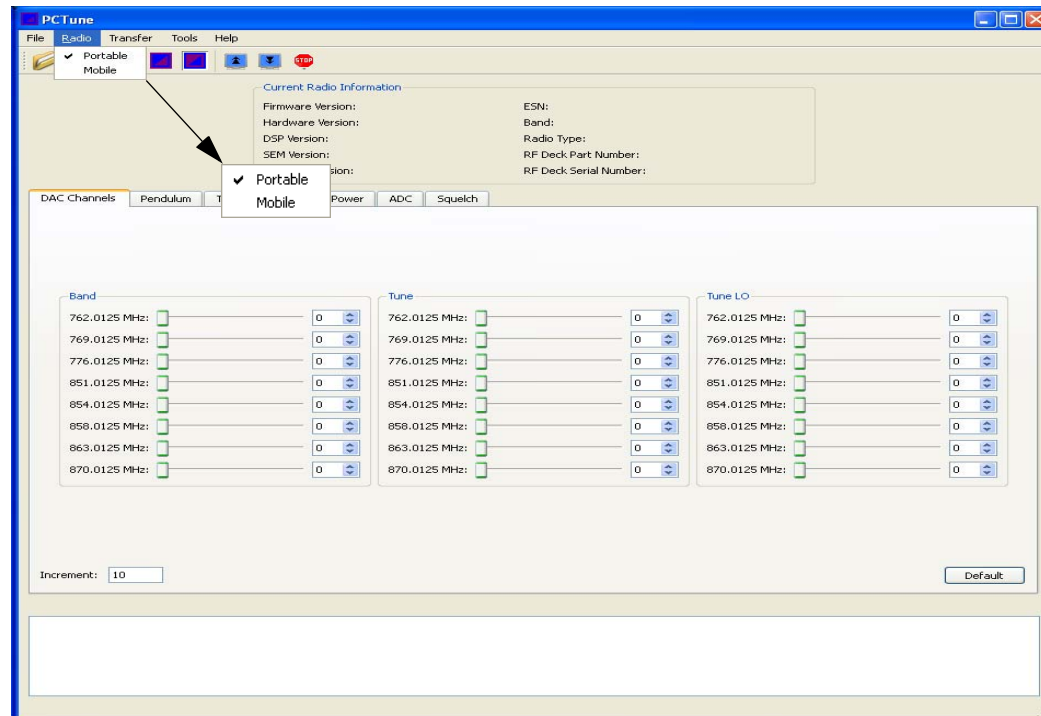 PCTune
File Radio Transfer Tools Help
Portable
Mobile
STOP
Current Radio Information
Firmware Version: ESN:
Hardware Version: Band:
DSP Version: Radio Type:
SEM Version: RF Deck Part Number:
sion: RF Deck Serial Number:
Portable
Mobile
DAC Channels Pendulum T Power ADC Squelch
Band Tune Tune LO
762.0125 MHz: 0 762.0125 MHz: 0 762.0125 MHz: 0
769.0125 MHz: 0 769.0125 MHz: 0 769.0125 MHz: 0
776.0125 MHz: 0 776.0125 MHz: 0 776.0125 MHz: 0
851.0125 MHz: 0 851.0125 MHz: 0 851.0125 MHz: 0
854.0125 MHz: 0 854.0125 MHz: 0 854.0125 MHz: 0
858.0125 MHz: 0 858.0125 MHz: 0 858.0125 MHz: 0
863.0125 MHz: 0 863.0125 MHz: 0 863.0125 MHz: 0
870.0125 MHz: 0 870.0125 MHz: 0 870.0125 MHz: 0
Increment: 10 Default